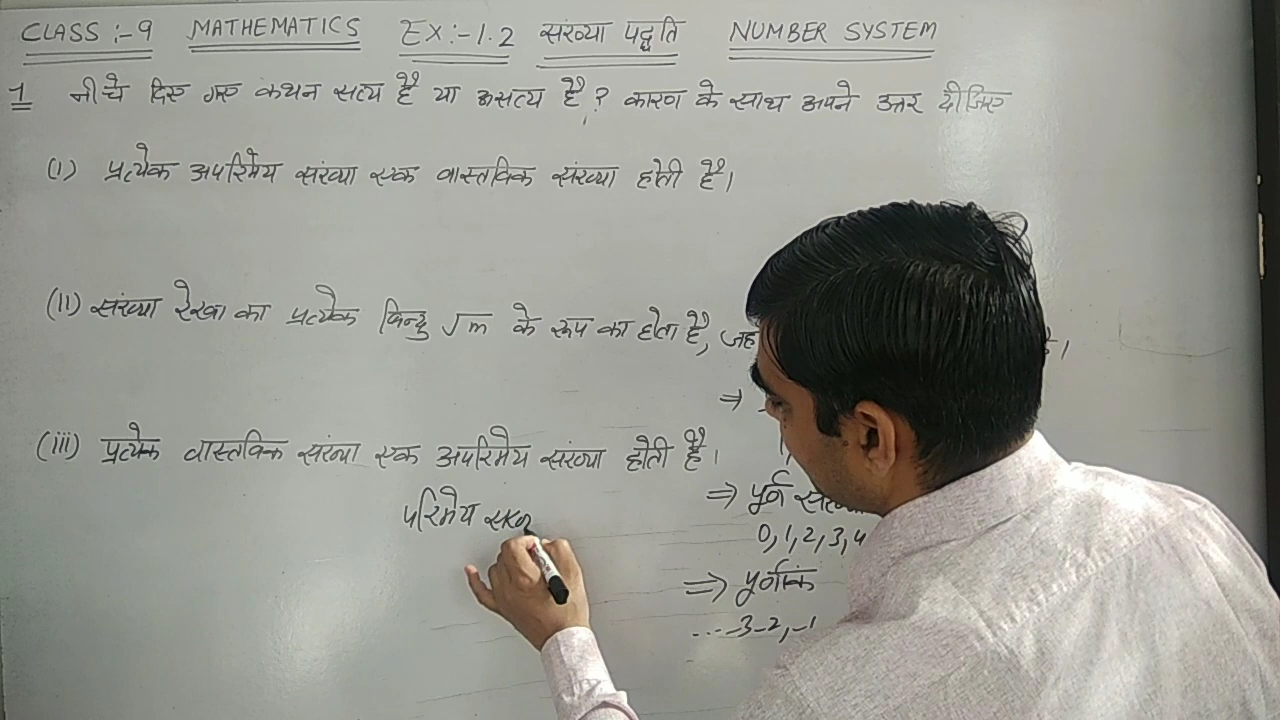 CLASS :- 9 MATHEMATICS EX:-1.2 संख्या पद्धति NUMBER SYSTEM
1 नीचे दिए गए कथन सत्य हैं या असत्य हैं? कारण के साथ अपने उत्तर दीजिए
(i) प्रत्येक अपरिमेय संख्या एक वास्तविक संख्या होती है।
(ii) संख्या रेखा का प्रत्येक बिन्दु √m के रूप का होता है, जह
(iii) प्रत्येक वास्तविक संख्या एक अपरिमेय संख्या होती है।
⇒ पूर्ण संख्या
परिमेय
0, 1, 2, 3, 4
⇒ पूर्णांक
....-3-2,-1